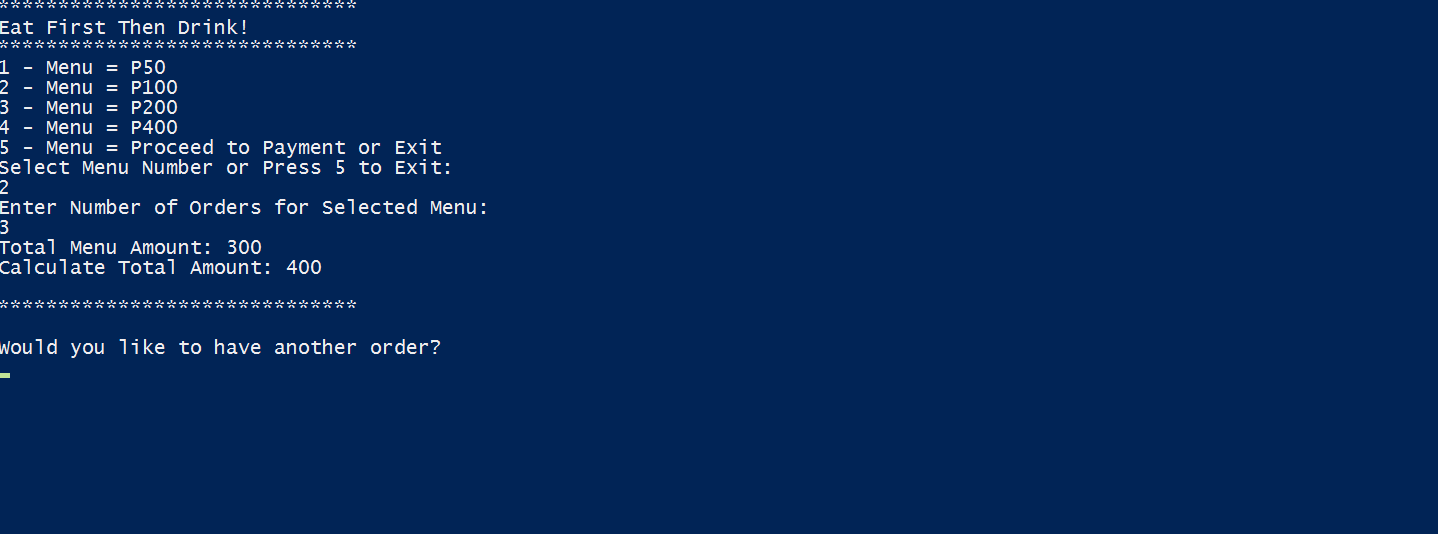 ******************************
Eat First Then Drink!
******************************
1 - Menu = P50
2 - Menu = P100
3 - Menu = P200
4 - Menu = P400
5 - Menu = Proceed to Payment or Exit
Select Menu Number or Press 5 to Exit:
2
Enter Number of Orders for Selected Menu:
3
Total Menu Amount: 300
Calculate Total Amount: 400
******************************
Would you like to have another order?